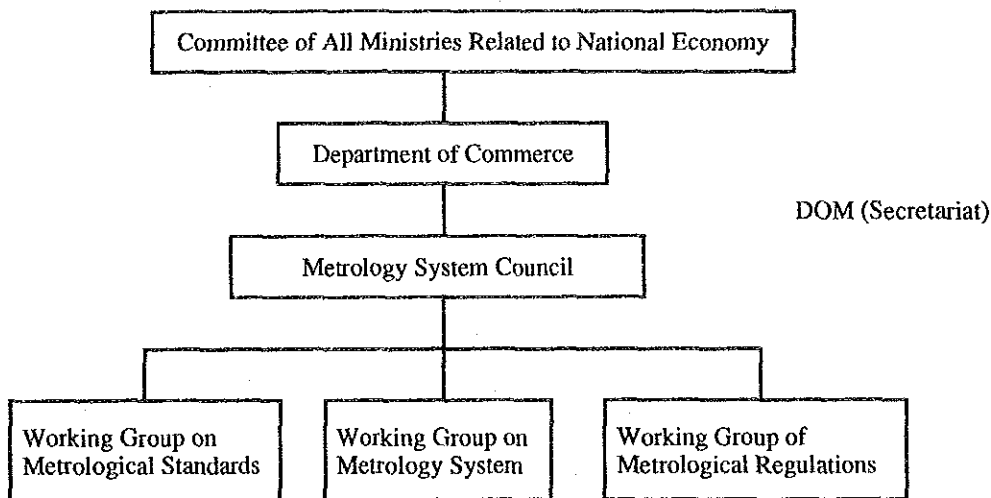 Committee of All Ministries Related to National Economy
Department of Commerce
DOM (Secretariat)
Metrology System Council
Working Group on
Metrological Standards
Working Group on
Metrology System
Working Group of
Metrological Regulations